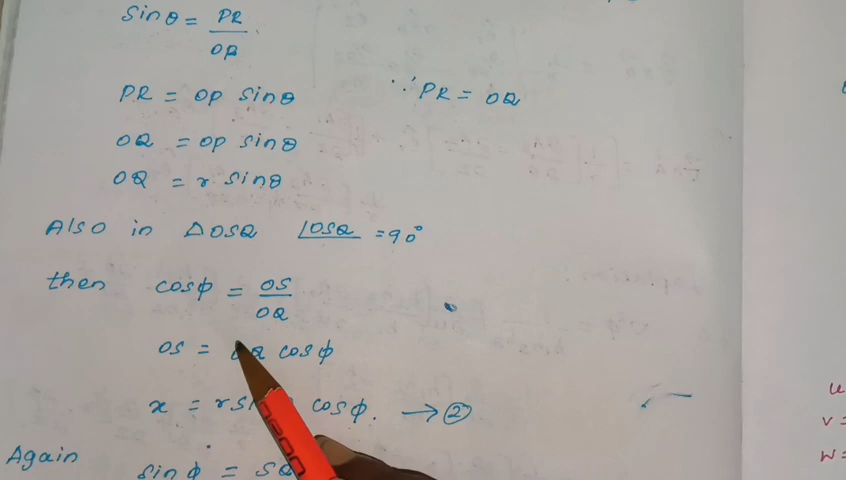 Sinθ = PR / OP
PR = OP sinθ ∵ PR = OQ
OQ = OP sinθ
OQ = r sinθ
Also in ΔOSQ ∠OSQ = 90°
then cosϕ = OS / OQ
OS = OQ cosϕ
x = rs cosϕ. → ②
Again
sinϕ = SQ
u
v =
w =